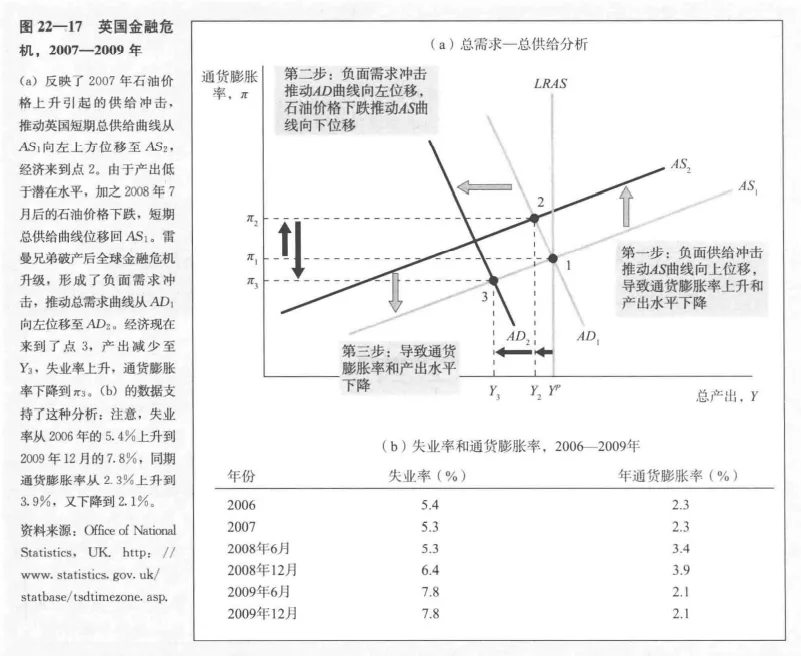 图 22—17 英国金融危
机，2007—2009 年
(a) 反映了 2007 年石油价
格上升引起的供给冲击，
推动英国短期总供给曲线从
AS₁向左上方位移至 AS₂，
经济来到点 2。由于产出低
于潜在水平，加之 2008 年 7
月后的石油价格下跌，短期
总供给曲线位移回 AS₁。雷
曼兄弟破产后全球金融危机
升级，形成了负面需求冲
击，推动总需求曲线从 AD₁
向左位移至 AD₂。经济现在
来到了点 3，产出减少至
Y₃，失业率上升，通货膨胀
率下降到 π₃。(b) 的数据支
持了这种分析：注意，失业
率从 2006 年的 5.4%上升到
2009 年 12 月的 7.8%，同期
通货膨胀率从 2.3%上升到
3.9%，又下降到 2.1%。
资料来源：Office of National
Statistics, UK. http: //
www. statistics. gov. uk/
statbase/tsdtimezone. asp.
(a) 总需求—总供给分析
通货膨胀
率，π
第二步：负面需求冲击
推动AD曲线向左位移，
石油价格下跌推动AS曲
线向下位移
LRAS
AS₂
AS₁
2
π₂
π₁
π₃
1
3
第一步：负面供给冲击
推动AS曲线向上位移，
导致通货膨胀率上升和
产出水平下降
第三步：导致通货
膨胀率和产出水平
下降
AD₂
AD₁
Y₃
Y₂
Yᴾ
总产出，Y
(b) 失业率和通货膨胀率，2006—2009年
年份 失业率(%) 年通货膨胀率(%)
2006 5.4 2.3
2007 5.3 2.3
2008年6月 5.3 3.4
2008年12月 6.4 3.9
2009年6月 7.8 2.1
2009年12月 7.8 2.1